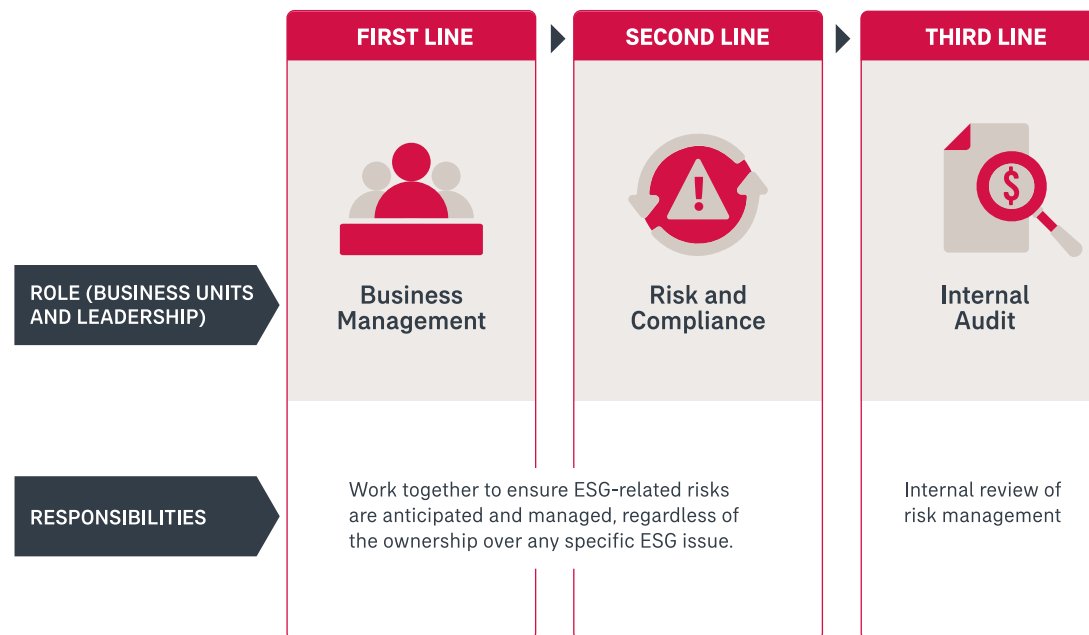 FIRST LINE
SECOND LINE
THIRD LINE
$
!
ROLE (BUSINESS UNITS
AND LEADERSHIP)
Business
Management
Risk and
Compliance
Internal
Audit
RESPONSIBILITIES
Work together to ensure ESG-related risks
are anticipated and managed, regardless of
the ownership over any specific ESG issue.
Internal review of
risk management